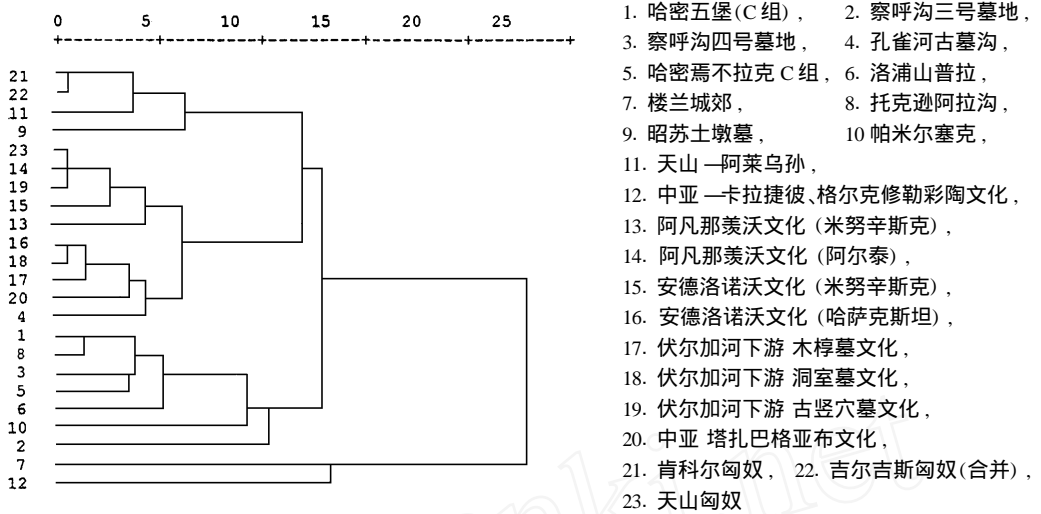 0 5 10 15 20 25
21
22
11
9
23
14
19
15
13
16
18
17
20
4
1
8
3
5
6
10
2
7
12
1. 哈密五堡(C组), 2. 察呼沟三号墓地,
3. 察呼沟四号墓地, 4. 孔雀河古墓沟,
5. 哈密焉不拉克C组, 6. 洛浦山普拉,
7. 楼兰城郊, 8. 托克逊阿拉沟,
9. 昭苏土墩墓, 10 帕米尔塞克,
11. 天山—阿莱乌孙,
12. 中亚—卡拉捷彼、格尔克修勒彩陶文化,
13. 阿凡那羡沃文化(米努辛斯克),
14. 阿凡那羡沃文化(阿尔泰),
15. 安德洛诺沃文化(米努辛斯克),
16. 安德洛诺沃文化(哈萨克斯坦),
17. 伏尔加河下游 木椁墓文化,
18. 伏尔加河下游 洞室墓文化,
19. 伏尔加河下游 古竖穴墓文化,
20. 中亚 塔扎巴格亚布文化,
21. 肯科尔匈奴, 22. 吉尔吉斯匈奴(合并),
23. 天山匈奴